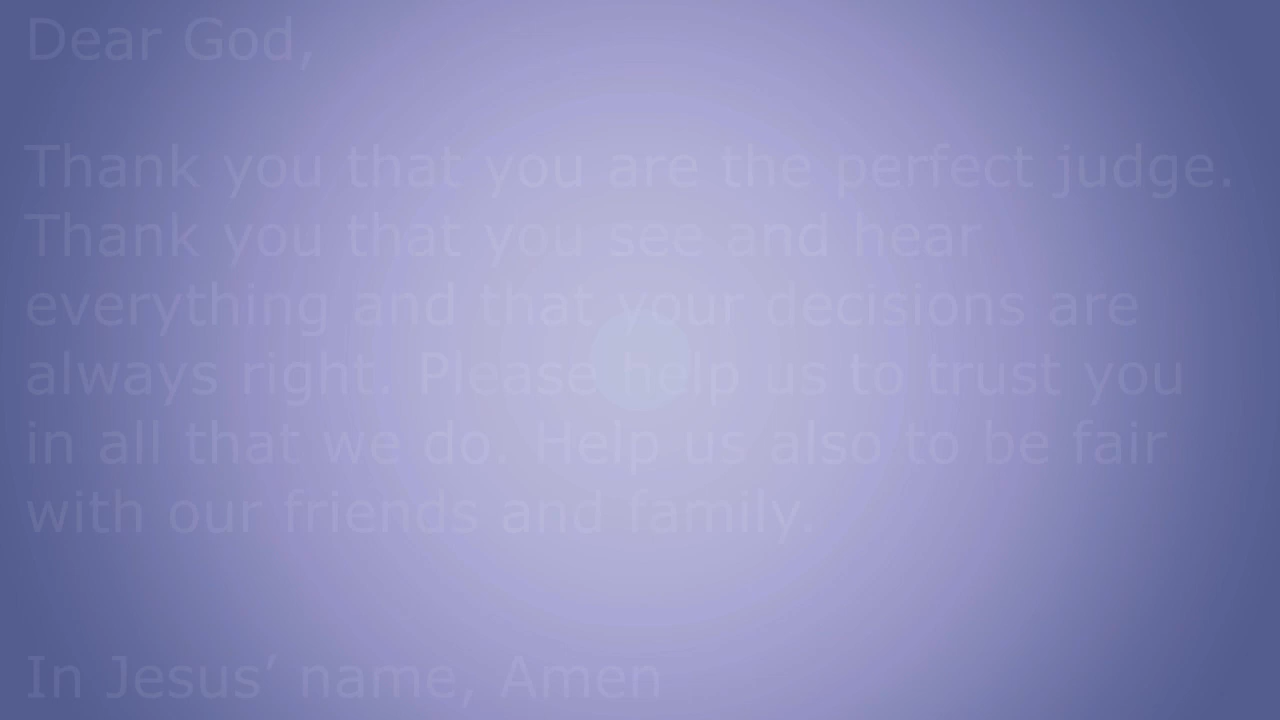 Dear God,
Thank you that you are the perfect judge.
Thank you that you see and hear
everything and that your decisions are
always right. Please help us to trust you
in all that we do. Help us also to be fair
with our friends and family.
In Jesus’ name, Amen